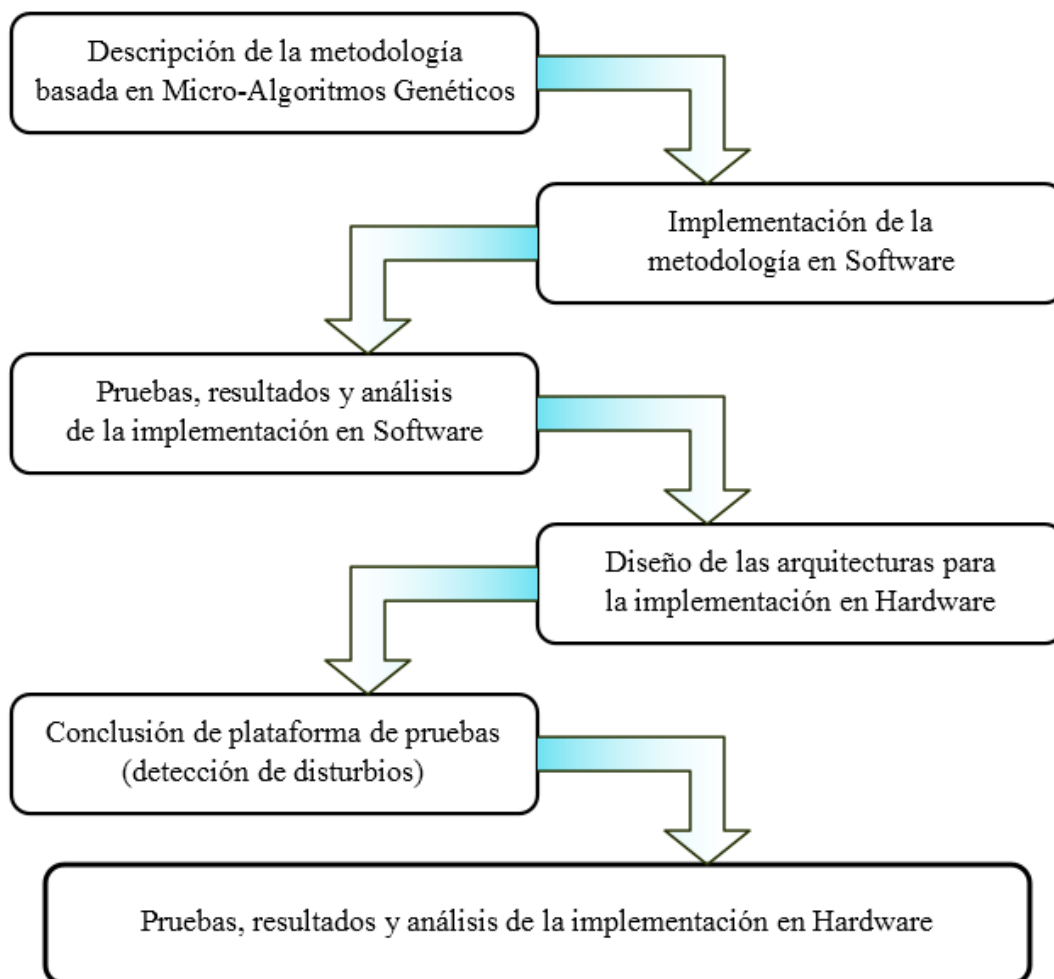 Descripción de la metodología
basada en Micro-Algoritmos Genéticos
Implementación de la
metodología en Software
Pruebas, resultados y análisis
de la implementación en Software
Diseño de las arquitecturas para
la implementación en Hardware
Conclusión de plataforma de pruebas
(detección de disturbios)
Pruebas, resultados y análisis de la implementación en Hardware